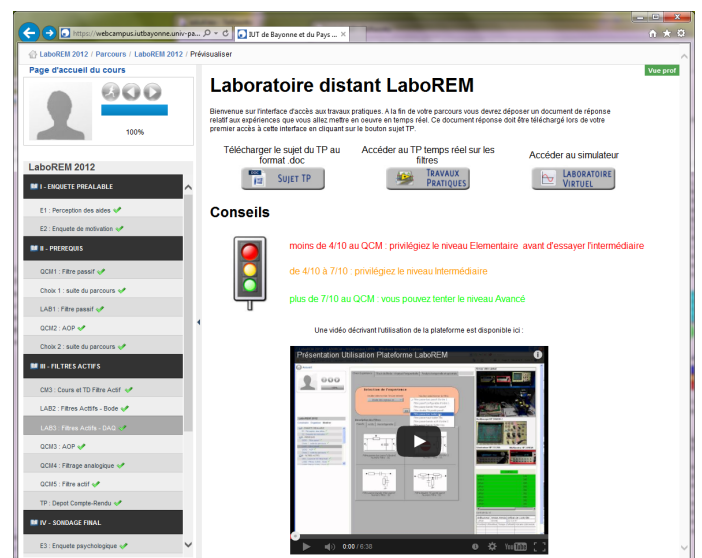 https://webcampus.iutbayonne.univ-pa...
IUT de Bayonne et du Pays ...
LaboREM 2012 / Parcours / LaboREM 2012 / Prévisualiser
Page d'accueil du cours
100%
LaboREM 2012
I - ENQUETE PREALABLE
E1 : Perception des aides
E2 : Enquete de motivation
II - PREREQUIS
QCM1 : Filtre passif
Choix 1 : suite du parcours
LAB1 : Filtre passif
QCM2 : AOP
Choix 2 : suite du parcours
III - FILTRES ACTIFS
CM3 : Cours et TD Filtre Actif
LAB2 : Filtres Actifs - Bode
LAB3 : Filtres Actifs - DAQ
QCM3 : AOP
QCM4 : Filtrage analogique
QCM5 : Filtre actif
TP : Depot Compte-Rendu
IV - SONDAGE FINAL
E3 : Enquete psychologique
Vue prof
Laboratoire distant LaboREM
Bienvenue sur l'interface d'accès aux travaux pratiques. A la fin de votre parcours vous devrez déposer un document de réponse
relatif aux expériences que vous allez mettre en oeuvre en temps réel. Ce document réponse doit être téléchargé lors de votre
premier accès à cette interface en cliquant sur le bouton sujet TP.
Télécharger le sujet du TP au
format .doc
DOC
SUJET TP
Accéder au TP temps réel sur les
filtres
TRAVAUX
PRATIQUES
Accéder au simulateur
LABORATOIRE
VIRTUEL
Conseils
moins de 4/10 au QCM : privilégiez le niveau Elementaire avant d'essayer l'intermédiaire
de 4/10 à 7/10 : privilégiez le niveau Intermédiaire
plus de 7/10 au QCM : vous pouvez tenter le niveau Avancé
Une vidéo décrivant l'utilisation de la plateforme est disponible ici :
Présentation Utilisation Plateforme LaboREM
0:00 / 6:38
YouTube